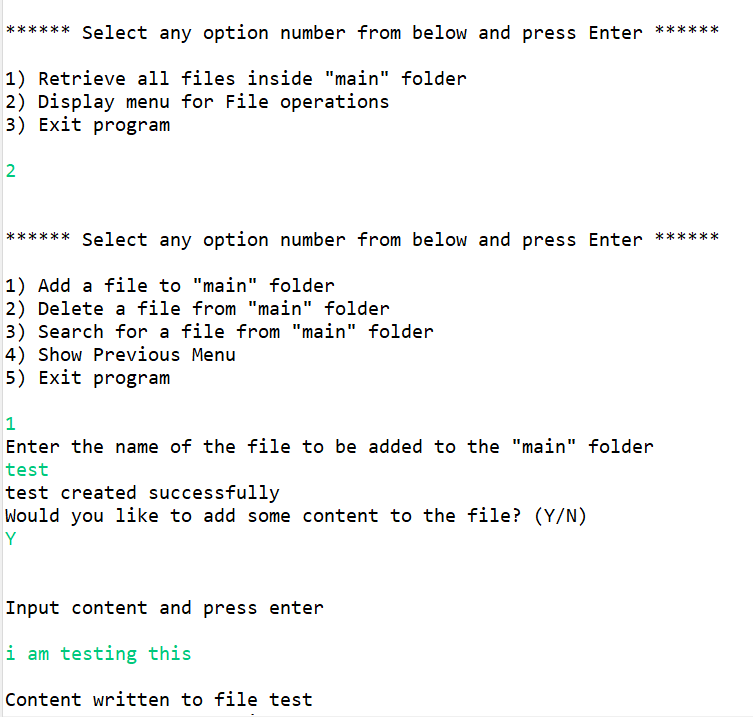 ****** Select any option number from below and press Enter ******
1) Retrieve all files inside "main" folder
2) Display menu for File operations
3) Exit program
2
****** Select any option number from below and press Enter ******
1) Add a file to "main" folder
2) Delete a file from "main" folder
3) Search for a file from "main" folder
4) Show Previous Menu
5) Exit program
1
Enter the name of the file to be added to the "main" folder
test
test created successfully
Would you like to add some content to the file? (Y/N)
Y
Input content and press enter
i am testing this
Content written to file test